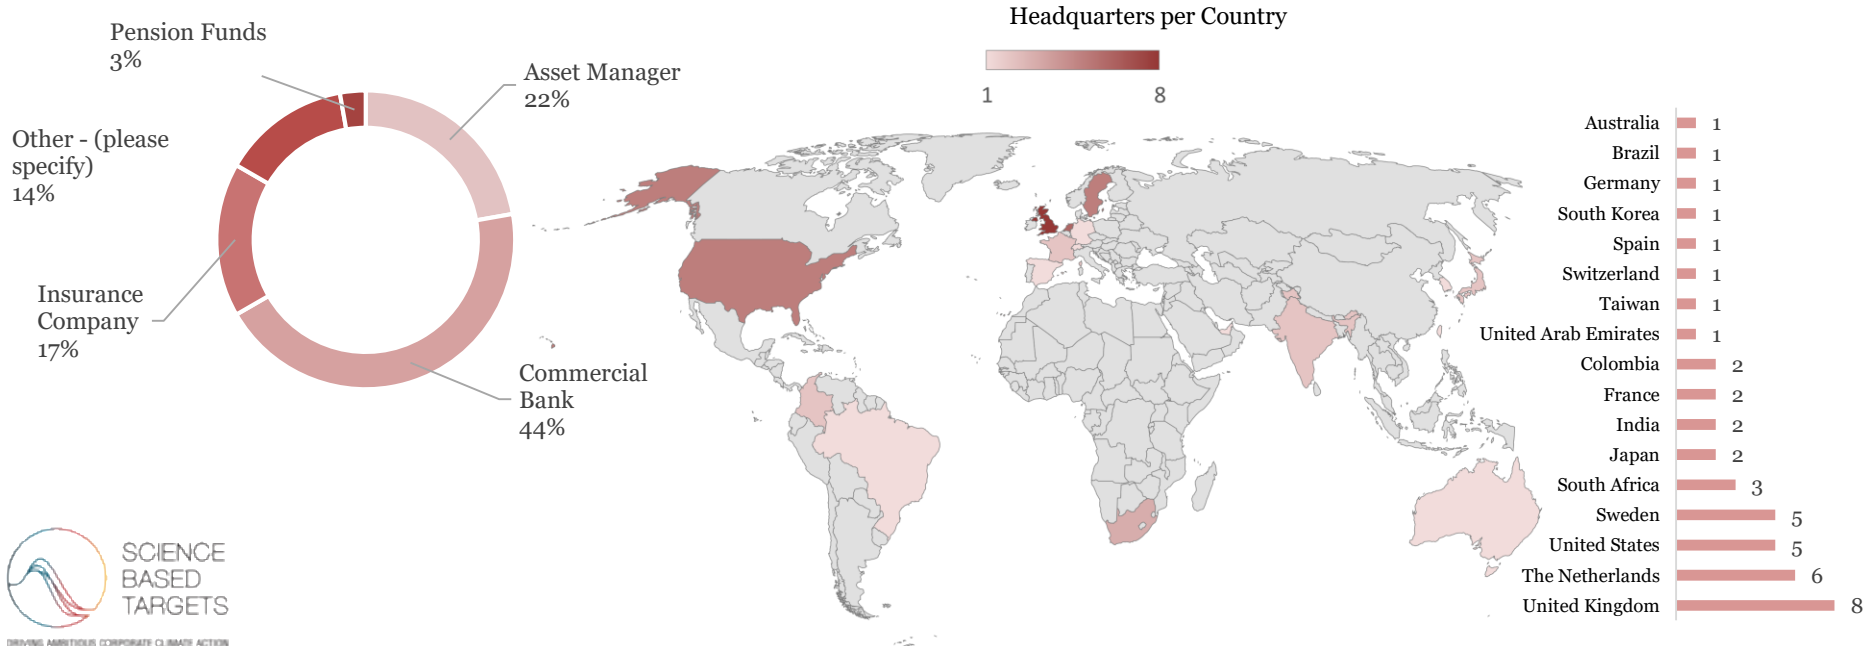 Pension Funds
3%
Asset Manager
22%
Other - (please
specify)
14%
Insurance
Company
17%
Commercial
Bank
44%
SCIENCE
BASED
TARGETS
DRIVING AMBITIOUS CORPORATE CLIMATE ACTION
Headquarters per Country
1 8
Australia 1
Brazil 1
Germany 1
South Korea 1
Spain 1
Switzerland 1
Taiwan 1
United Arab Emirates 1
Colombia 2
France 2
India 2
Japan 2
South Africa 3
Sweden 5
United States 5
The Netherlands 6
United Kingdom 8